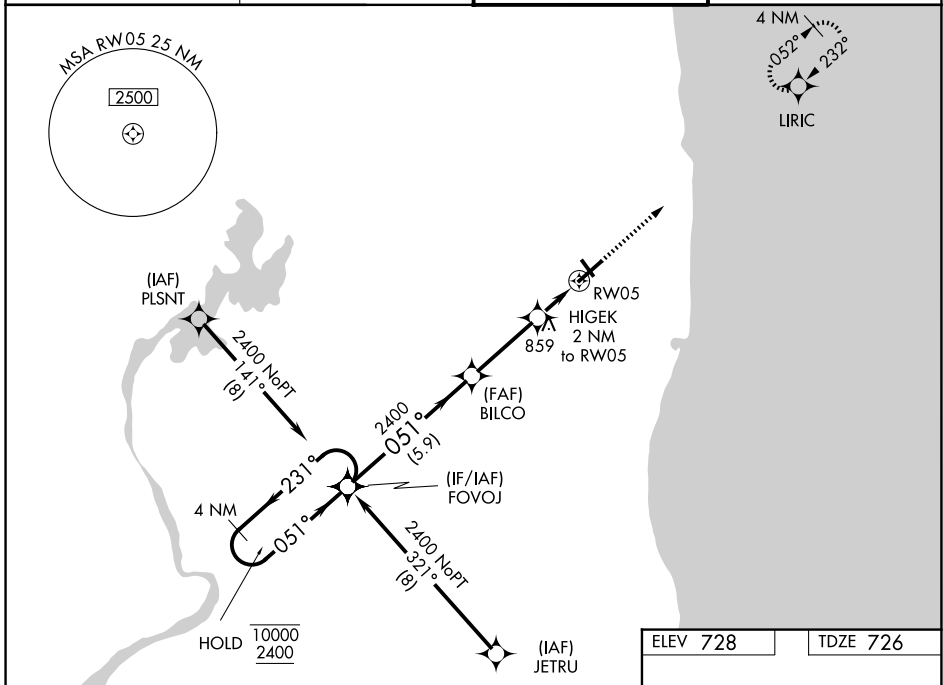 MSA RW05 25 NM
2500
4 NM
052°
232°
LIRIC
(IAF)
PLSNT
2400 NoPT
141°
(8)
RW05
HIGEK
2 NM
to RW05
859
(FAF)
BILCO
2400
051°
(5.9)
(IF/IAF)
FOVOJ
231°
4 NM
051°
2400 NoPT
321°
(8)
HOLD
10000
2400
(IAF)
JETRU
ELEV 728
TDZE 726